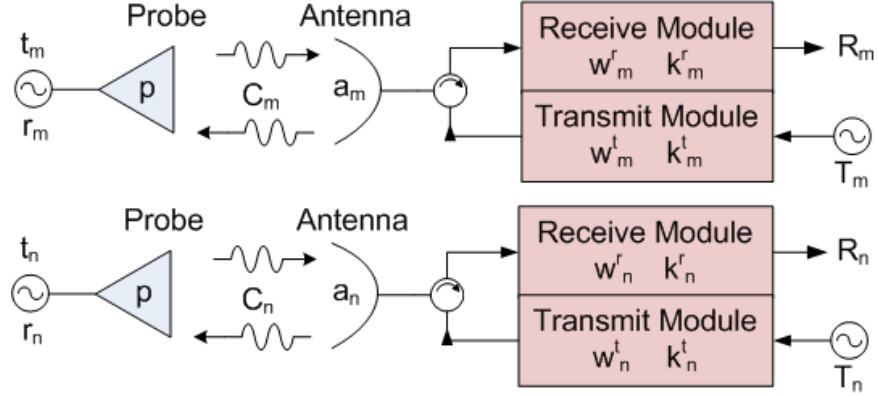 Probe
Antenna
t_m
p
r_m
C_m
a_m
Receive Module
w^r_m k^r_m
R_m
Transmit Module
w^t_m k^t_m
T_m
Probe
Antenna
t_n
p
r_n
C_n
a_n
Receive Module
w^r_n k^r_n
R_n
Transmit Module
w^t_n k^t_n
T_n